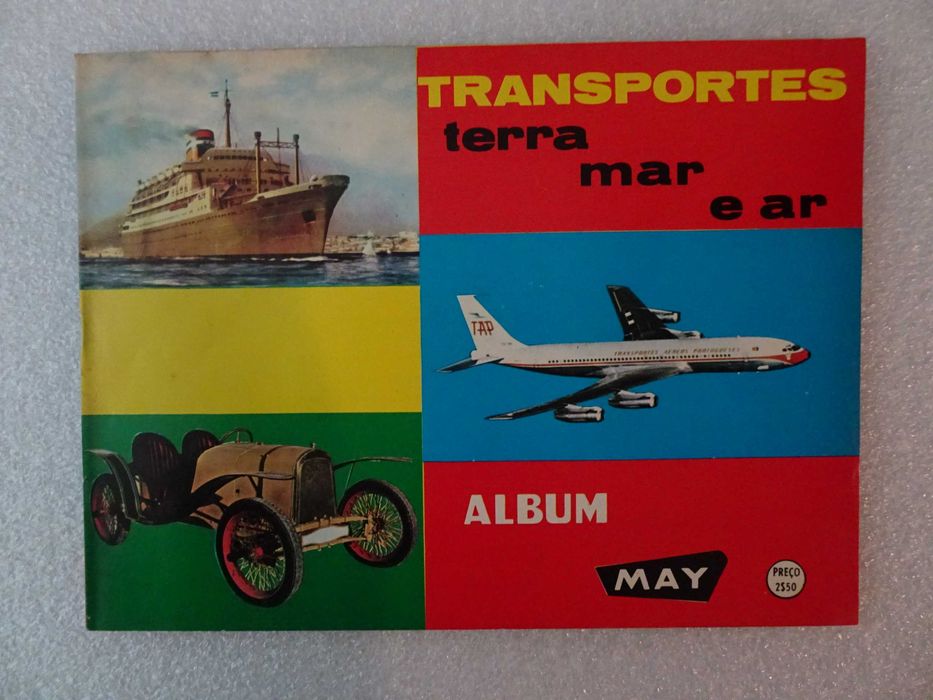 TRANSPORTES
terra
mar
e ar
TAP
TRANSPORTES AEREOS PORTUGUESES
ALBUM
MAY
PREÇO
2$50